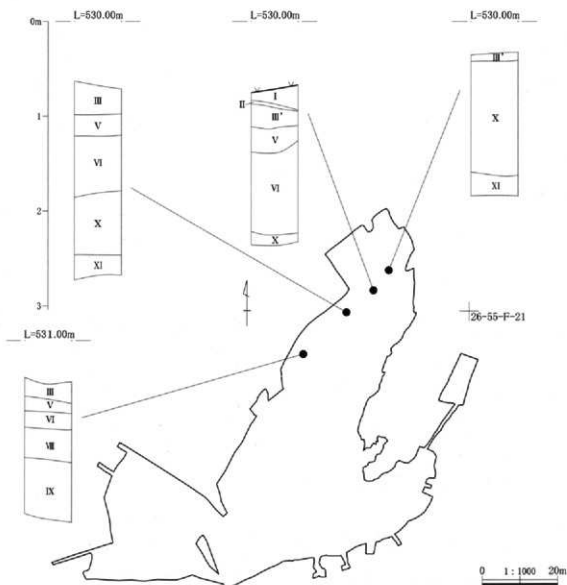 L=530.00m
L=530.00m
L=530.00m
0m
1
2
3
III
V
VI
X
XI
I
II
III'
V
VI
X
III'
X
XI
26-55-F-21
L=531.00m
III
V
VI
VIII
IX
0 1:1000 20m